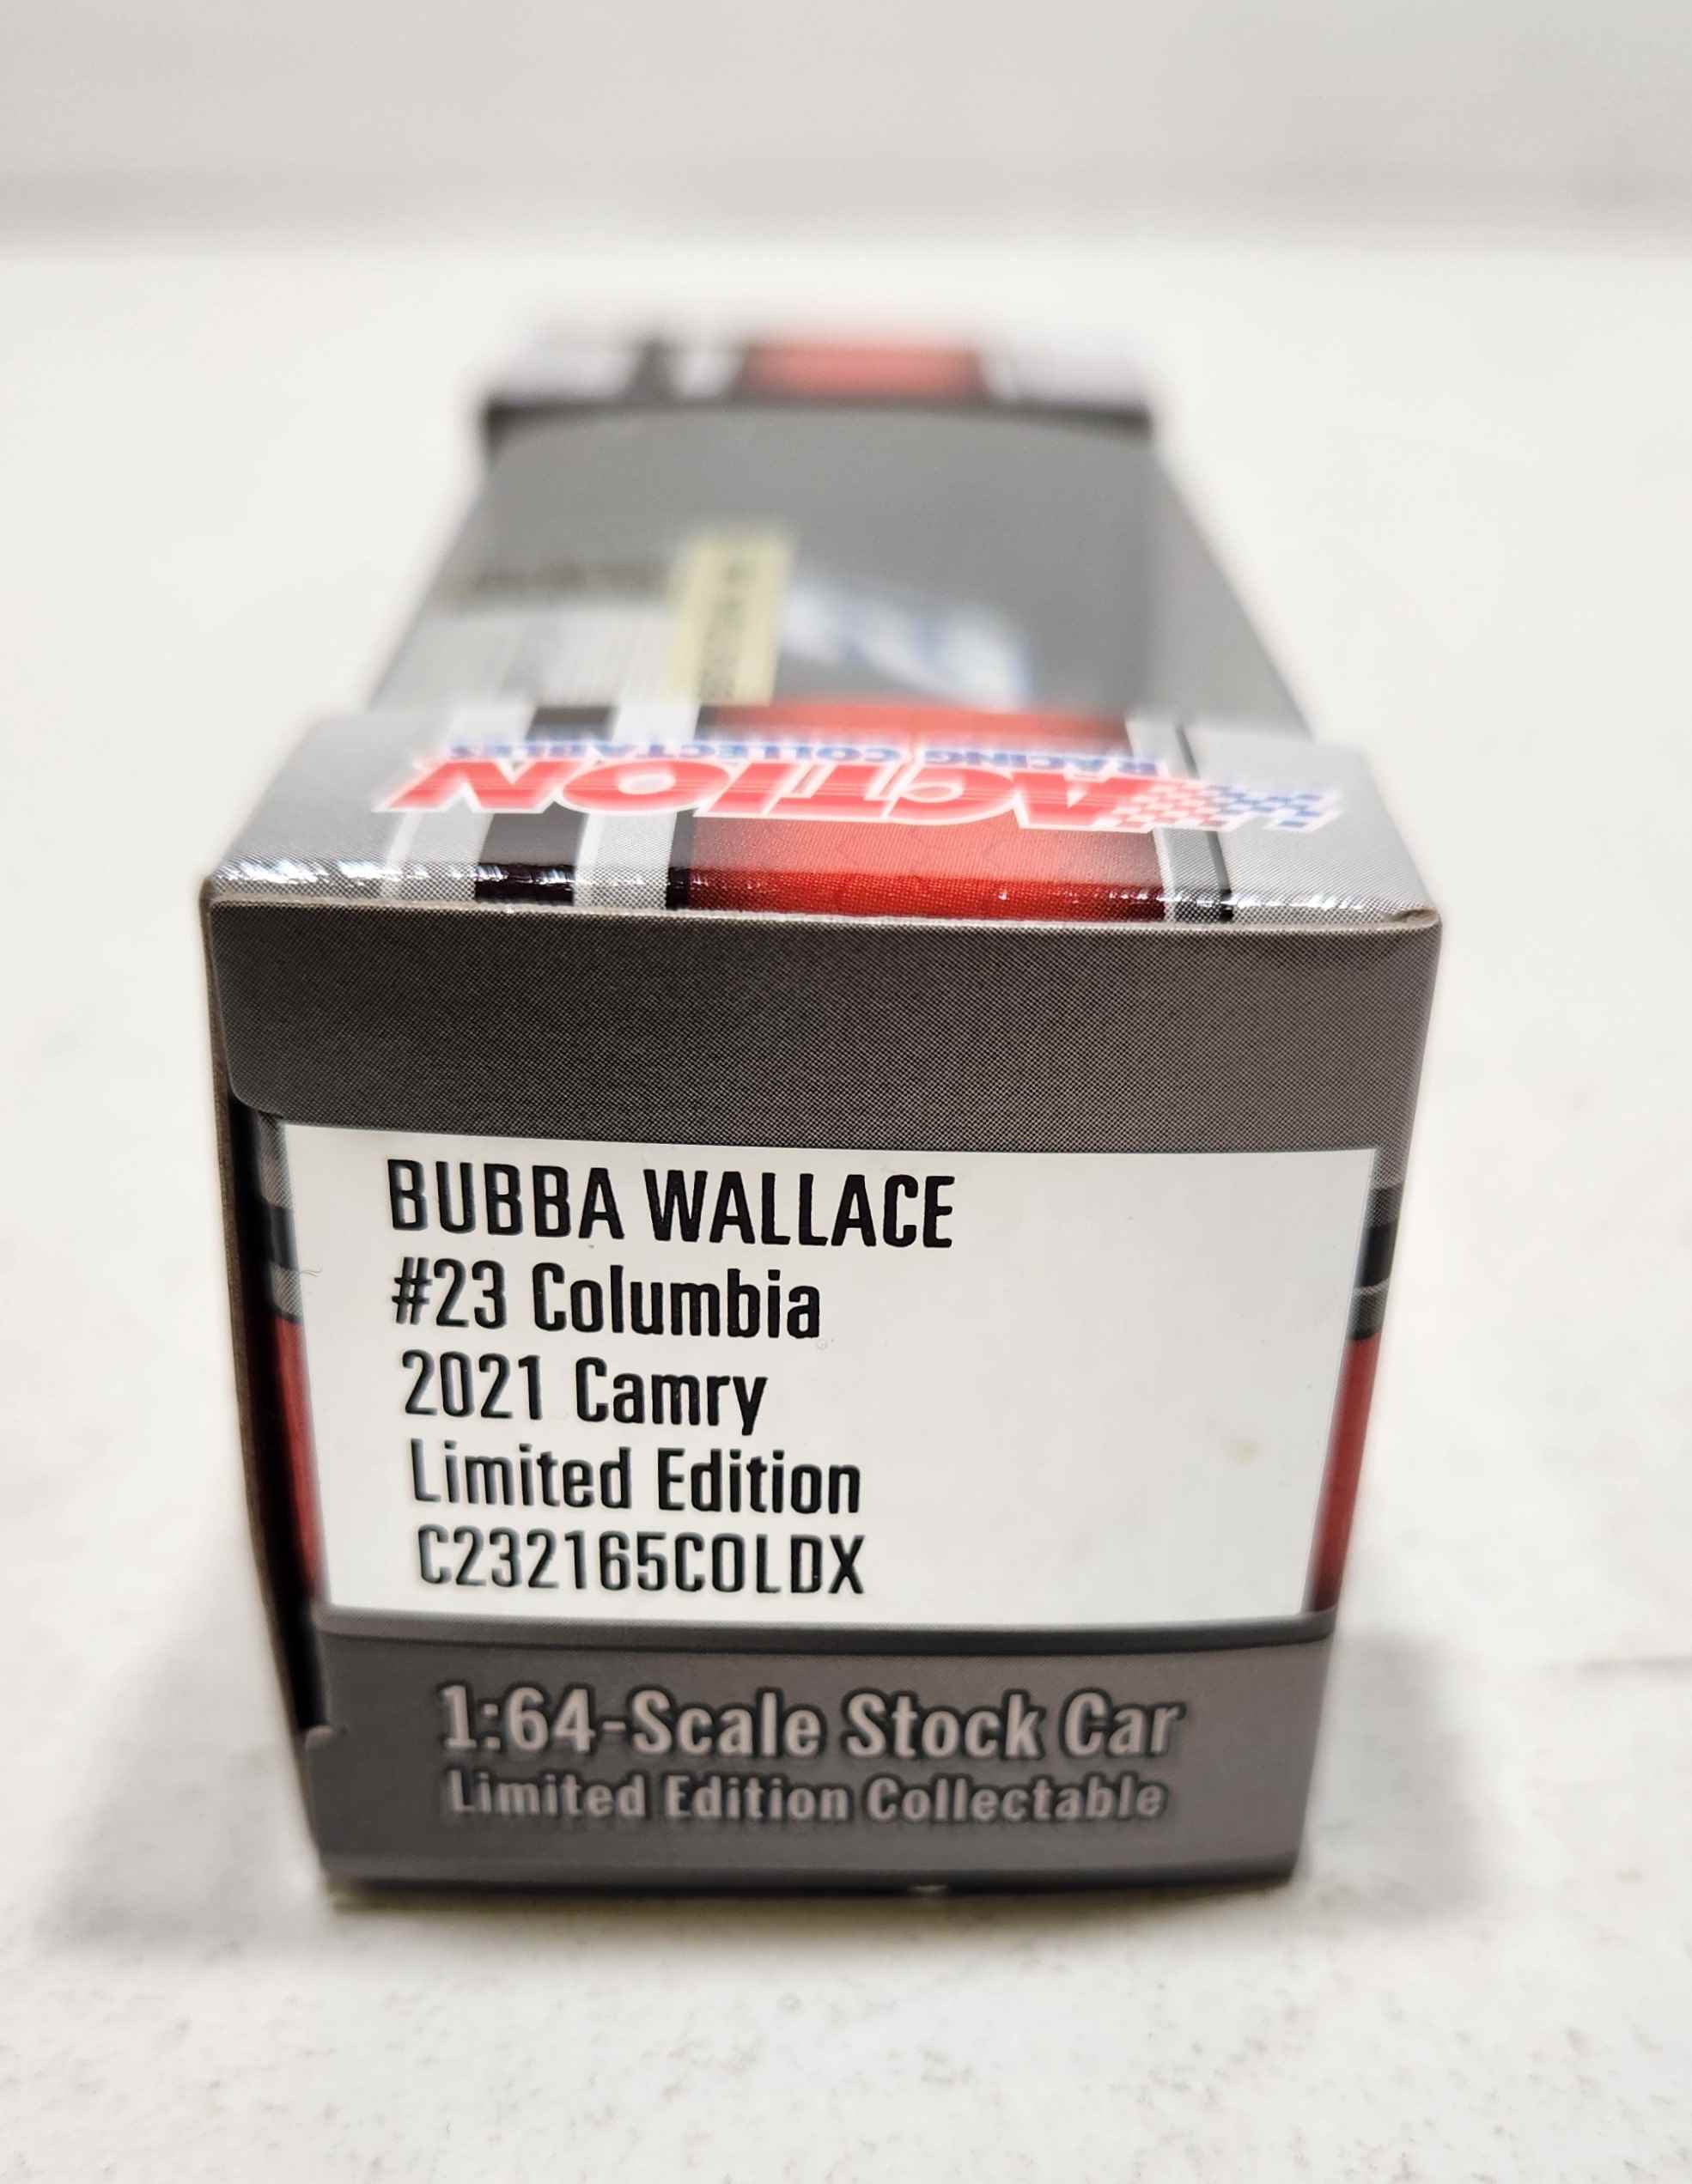 ACTION
RACING COLLECTABLES
BUBBA WALLACE
#23 Columbia
2021 Camry
Limited Edition
C232165COLDX
1:64-Scale Stock Car
Limited Edition Collectable